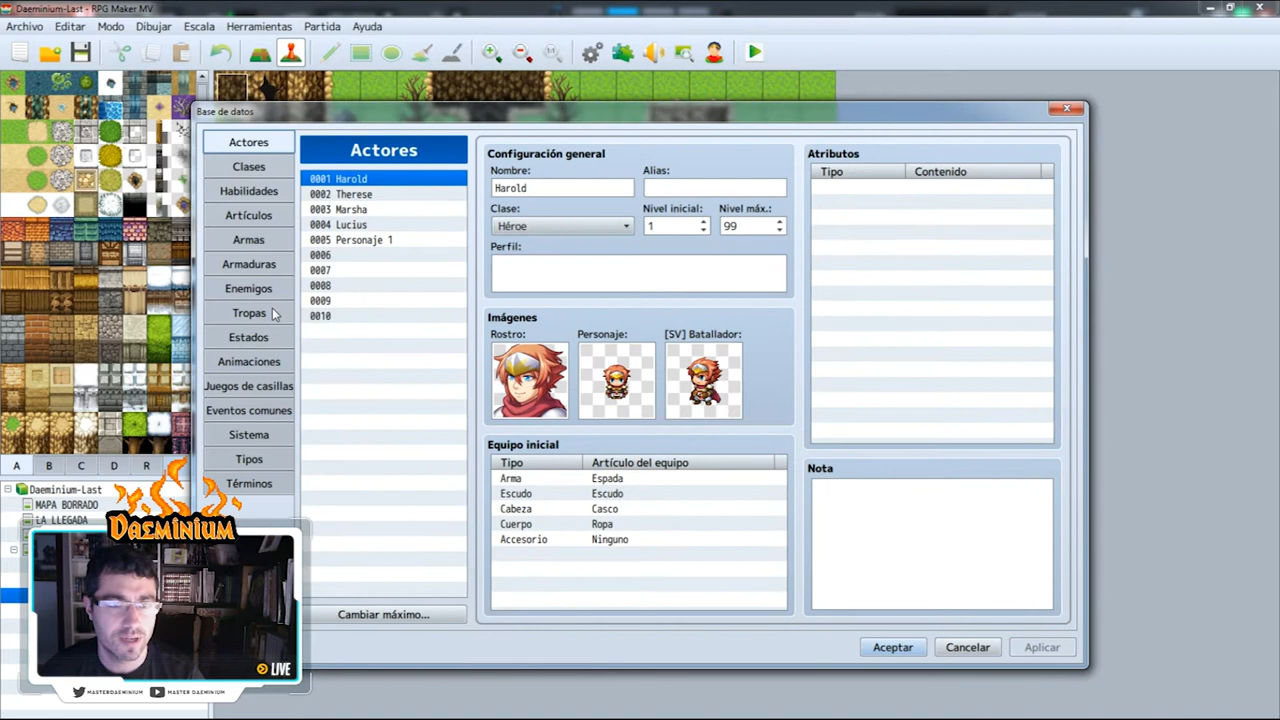 Daeminium-Last - RPG Maker MV
Archivo Editar Modo Dibujar Escala Herramientas Partida Ayuda
1:1
Base de datos
Actores
Clases
Habilidades
Artículos
Armas
Armaduras
Enemigos
Tropas
Estados
Animaciones
Juegos de casillas
Eventos comunes
Sistema
Tipos
Términos
Actores
0001 Harold
0002 Therese
0003 Marsha
0004 Lucius
0005 Personaje 1
0006
0007
0008
0009
0010
Cambiar máximo...
Configuración general
Nombre: Alias:
Harold
Clase: Nivel inicial: Nivel máx.:
Héroe 1 99
Perfil:
Imágenes
Rostro: Personaje: [SV] Batallador:
Equipo inicial
Tipo Artículo del equipo
Arma Espada
Escudo Escudo
Cabeza Casco
Cuerpo Ropa
Accesorio Ninguno
Atributos
Tipo Contenido
Nota
Aceptar Cancelar Aplicar
A B C D R
Daeminium-Last
MAPA BORRADO
LA LLEGADA
DAEMINIUM
LIVE
MASTERDAEMINIUM MASTER DAEMINIUM